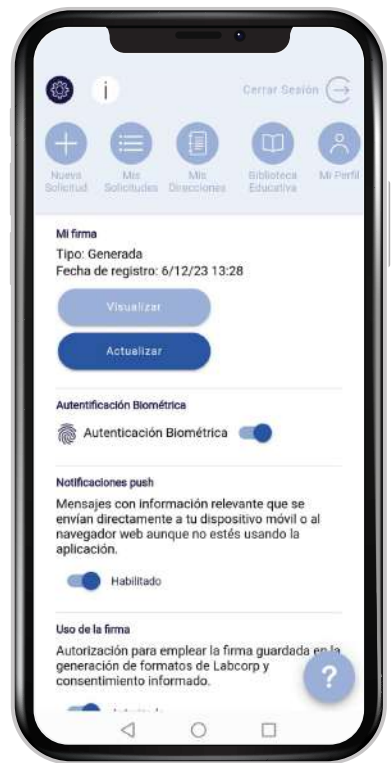 i
Cerrar Sesión
Nueva Solicitud
Mis Solicitudes
Mis Direcciones
Biblioteca Educativa
Mi Perfil
Mi firma
Tipo: Generada
Fecha de registro: 6/12/23 13:28
Visualizar
Actualizar
Autentificación Biométrica
Autenticación Biométrica
Notificaciones push
Mensajes con información relevante que se
envían directamente a tu dispositivo móvil o al
navegador web aunque no estés usando la
aplicación.
Habilitado
Uso de la firma
Autorización para emplear la firma guardada en la
generación de formatos de Labcorp y
consentimiento informado.
?